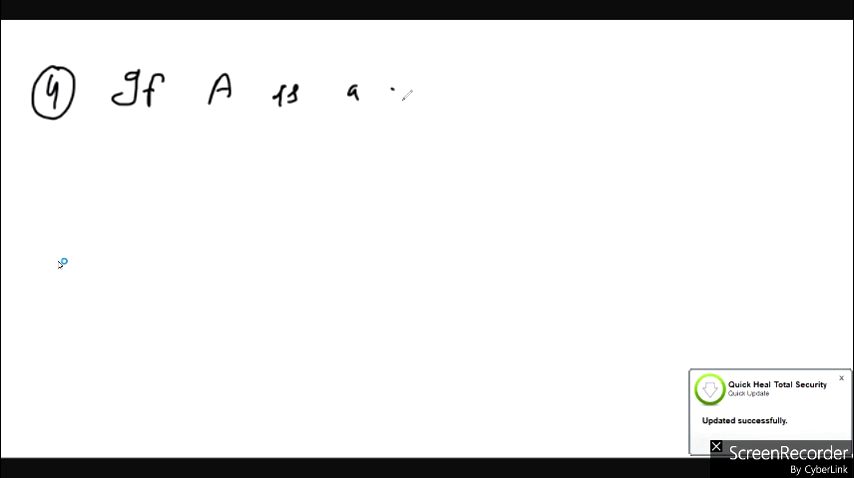 ④ If A is a
Quick Heal Total Security
x
Quick Update
Updated successfully.
ScreenRecorder
By CyberLink